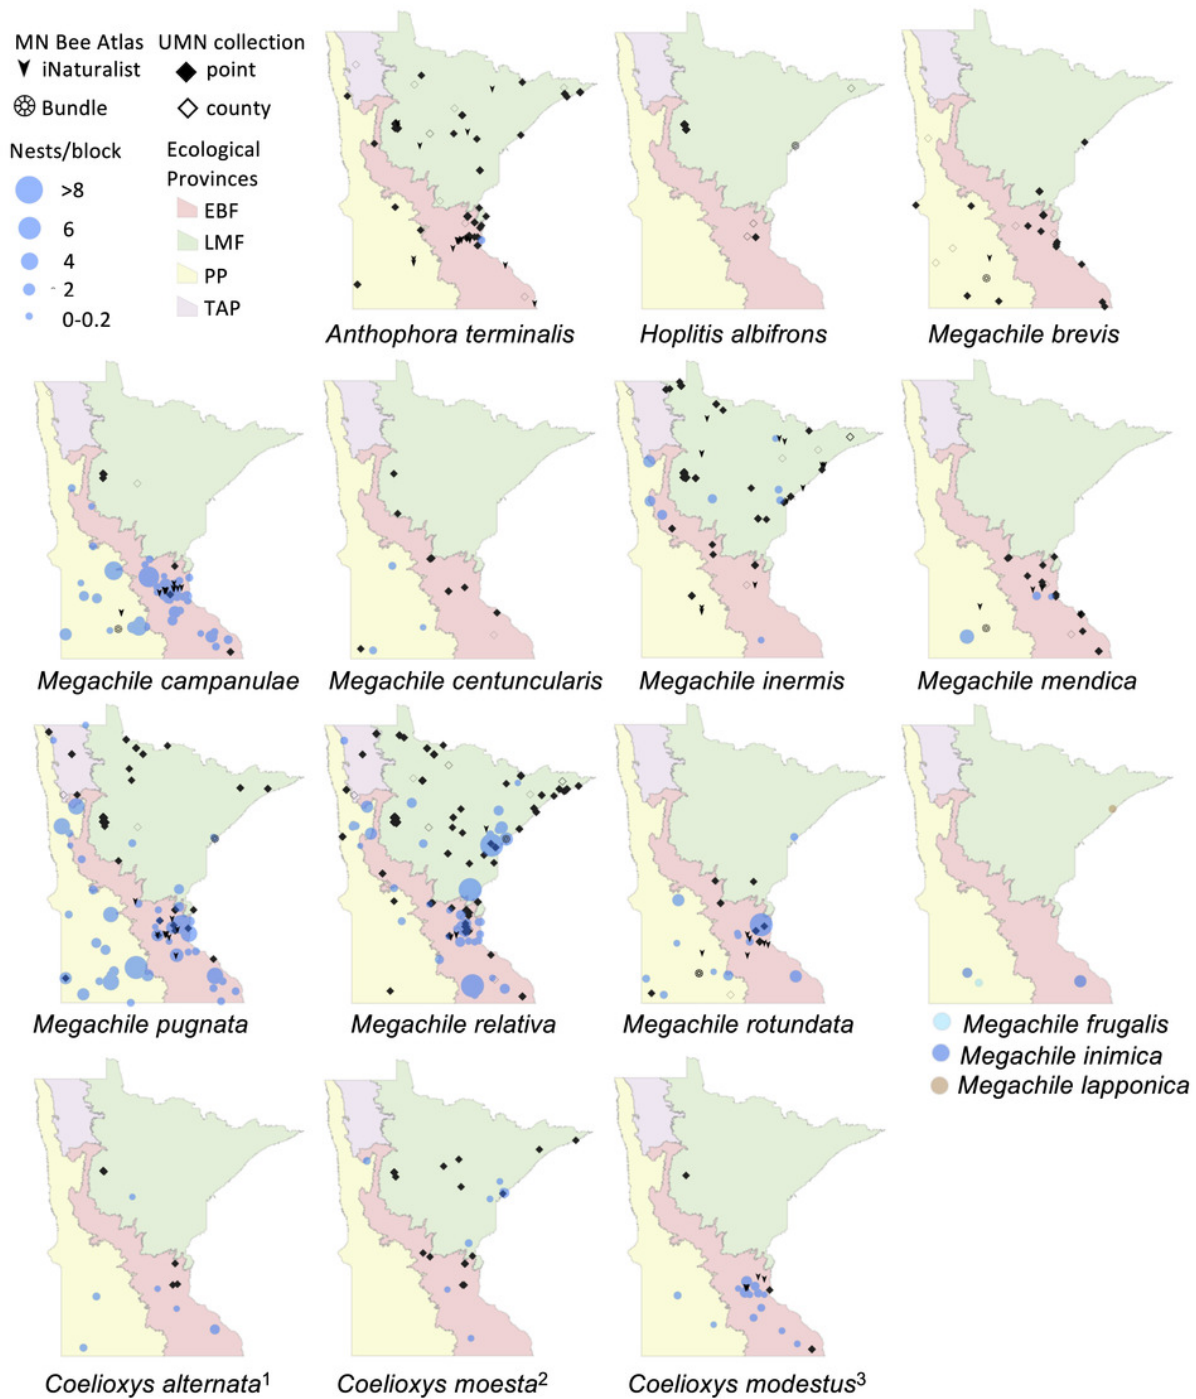 MN Bee Atlas
UMN collection
iNaturalist
point
Bundle
county
Nests/block
Ecological
Provinces
>8
6
4
2
0-0.2
EBF
LMF
PP
TAP
Anthophora terminalis
Hoplitis albifrons
Megachile brevis
Megachile campanulae
Megachile centuncularis
Megachile inermis
Megachile mendica
Megachile pugnata
Megachile relativa
Megachile rotundata
Megachile frugalis
Megachile inimica
Megachile lapponica
Coelioxys alternata1
Coelioxys moesta2
Coelioxys modestus3